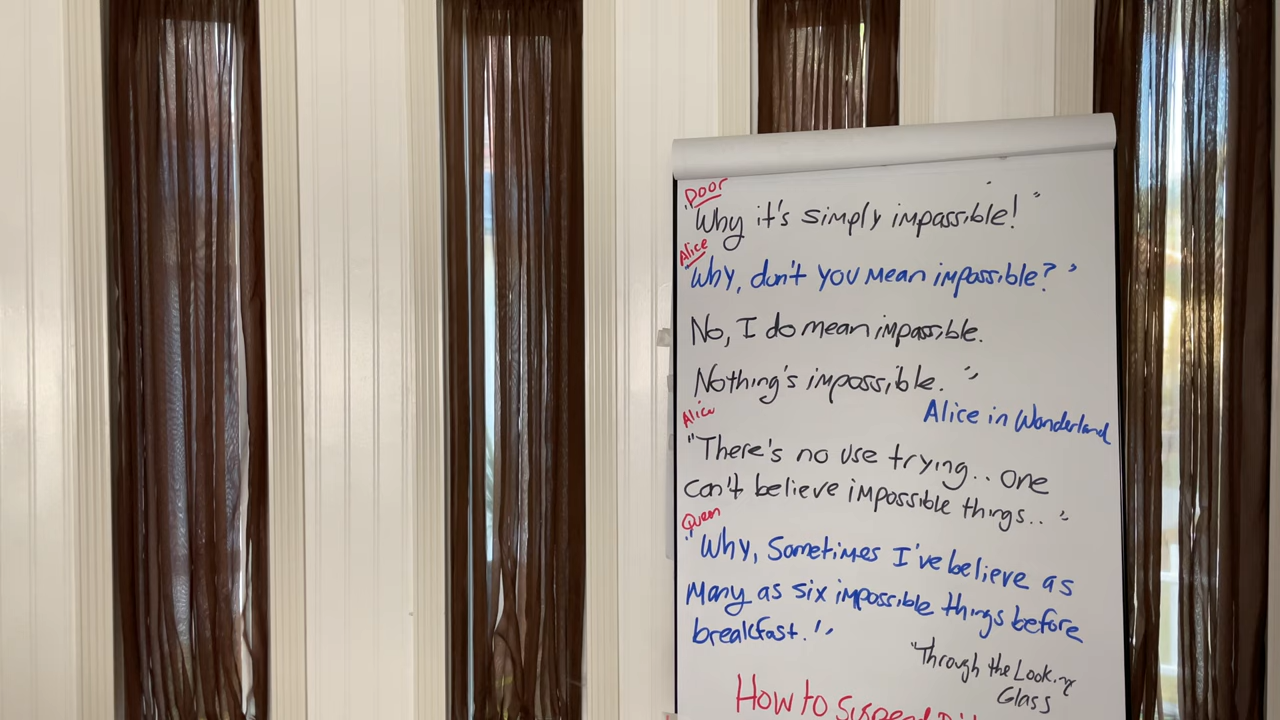 Door
"Why it's simply impassible!"
Alice
"Why, don't you mean impossible?"
No, I do mean impassible.
Nothing's impossible."
Alice in Wonderland
Alice
"There's no use trying.. one
can't believe impossible things.."
Queen
"Why, Sometimes I've believe as
Many as six impossible things before
breakfast.!"
"Through the Looking
Glass
How to suspend